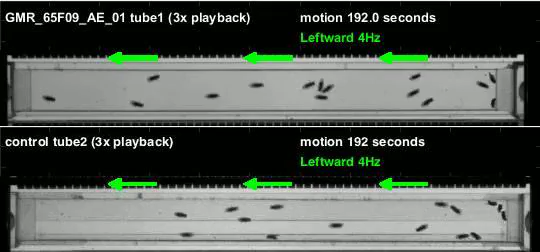 GMR_65F09_AE_01 tube1 (3x playback)
motion 192.0 seconds
Leftward 4Hz
control tube2 (3x playback)
motion 192 seconds
Leftward 4Hz